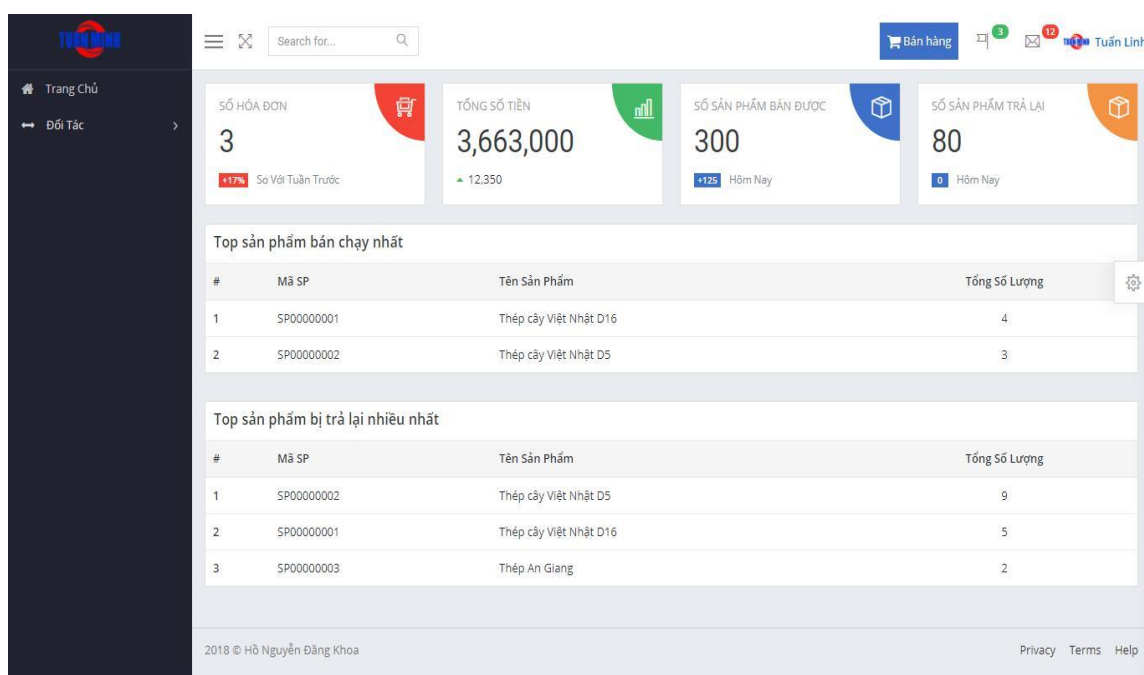 TUẤN MINH
Search for...
Bán hàng
3
12
Tuấn Linh
Trang Chủ
Đối Tác
SỐ HÓA ĐƠN
3
+17% So Với Tuần Trước
TỔNG SỐ TIỀN
3,663,000
12,350
SỐ SẢN PHẨM BÁN ĐƯỢC
300
+125 Hôm Nay
SỐ SẢN PHẨM TRẢ LẠI
80
0 Hôm Nay
Top sản phẩm bán chạy nhất
# Mã SP Tên Sản Phẩm Tổng Số Lượng
1 SP00000001 Thép cây Việt Nhật D16 4
2 SP00000002 Thép cây Việt Nhật D5 3
Top sản phẩm bị trả lại nhiều nhất
# Mã SP Tên Sản Phẩm Tổng Số Lượng
1 SP00000002 Thép cây Việt Nhật D5 9
2 SP00000001 Thép cây Việt Nhật D16 5
3 SP00000003 Thép An Giang 2
2018 © Hồ Nguyễn Đăng Khoa
Privacy Terms Help